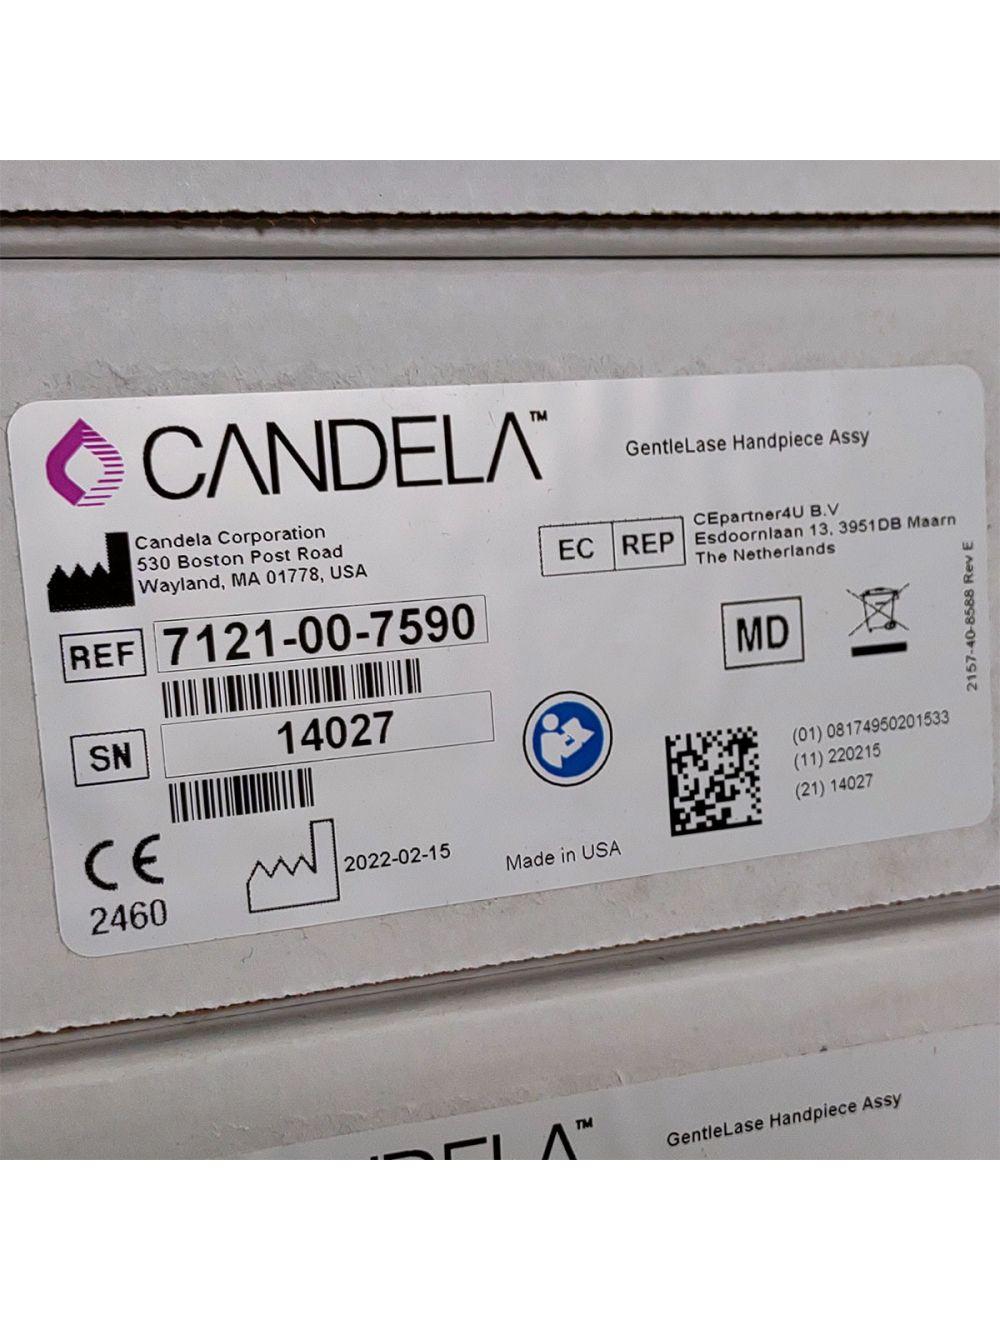 CANDELA™
GentleLase Handpiece Assy
Candela Corporation
530 Boston Post Road
Wayland, MA 01778, USA
EC REP
CEpartner4U B.V
Esdoornlaan 13, 3951DB Maarn
The Netherlands
REF 7121-00-7590
MD
2157-40-8588 Rev E
SN 14027
(01) 08174950201533
(11) 220215
(21) 14027
CE
2460
2022-02-15
Made in USA
CANDELA™
GentleLase Handpiece Assy